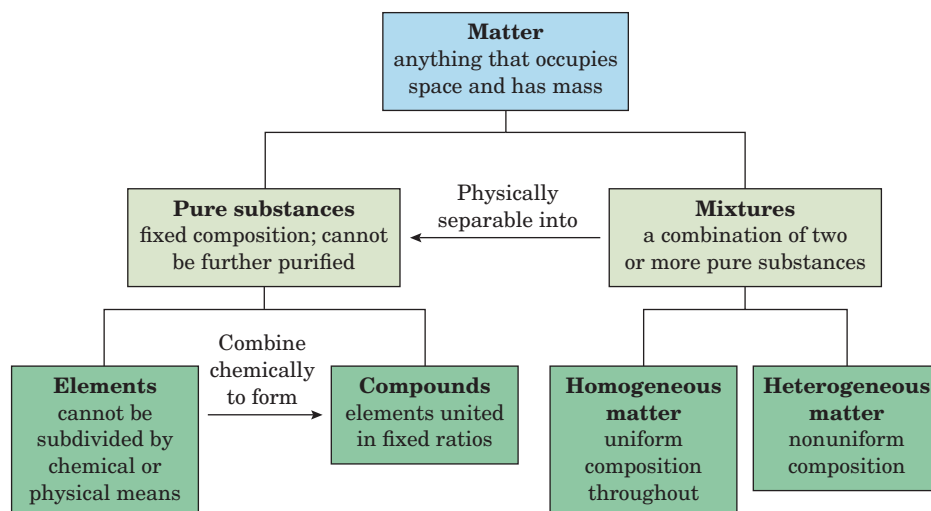 Matter
anything that occupies
space and has mass
Pure substances
fixed composition; cannot
be further purified
Physically
separable into
Mixtures
a combination of two
or more pure substances
Elements
cannot be
subdivided by
chemical or
physical means
Combine
chemically
to form
Compounds
elements united
in fixed ratios
Homogeneous
matter
uniform
composition
throughout
Heterogeneous
matter
nonuniform
composition